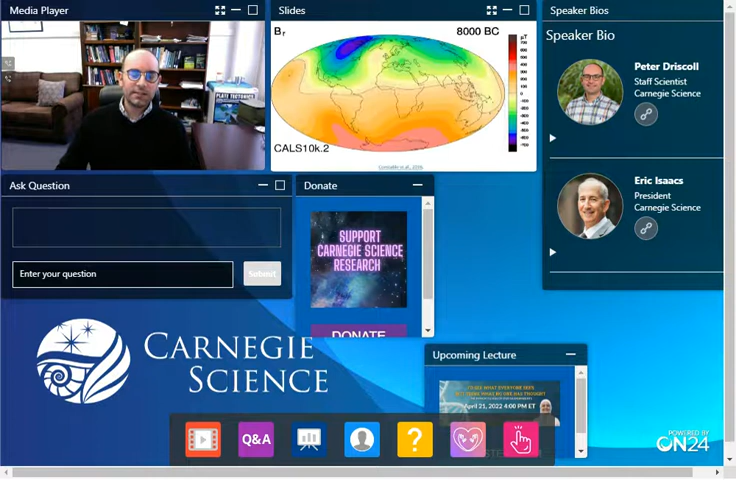 Media Player
Slides
Speaker Bios
B
8000 BC
μT
CALS10k.2
PLATE TECTONICS
Speaker Bio
Peter Driscoll
Staff Scientist
Carnegie Science
Eric Isaacs
President
Carnegie Science
Ask Question
Enter your question
Submit
Donate
SUPPORT
CARNEGIE SCIENCE
RESEARCH
DONATE
CARNEGIE
SCIENCE
Upcoming Lecture
April 21, 2022 4:00 PM ET
Q&A
?
POWERED BY
ON24